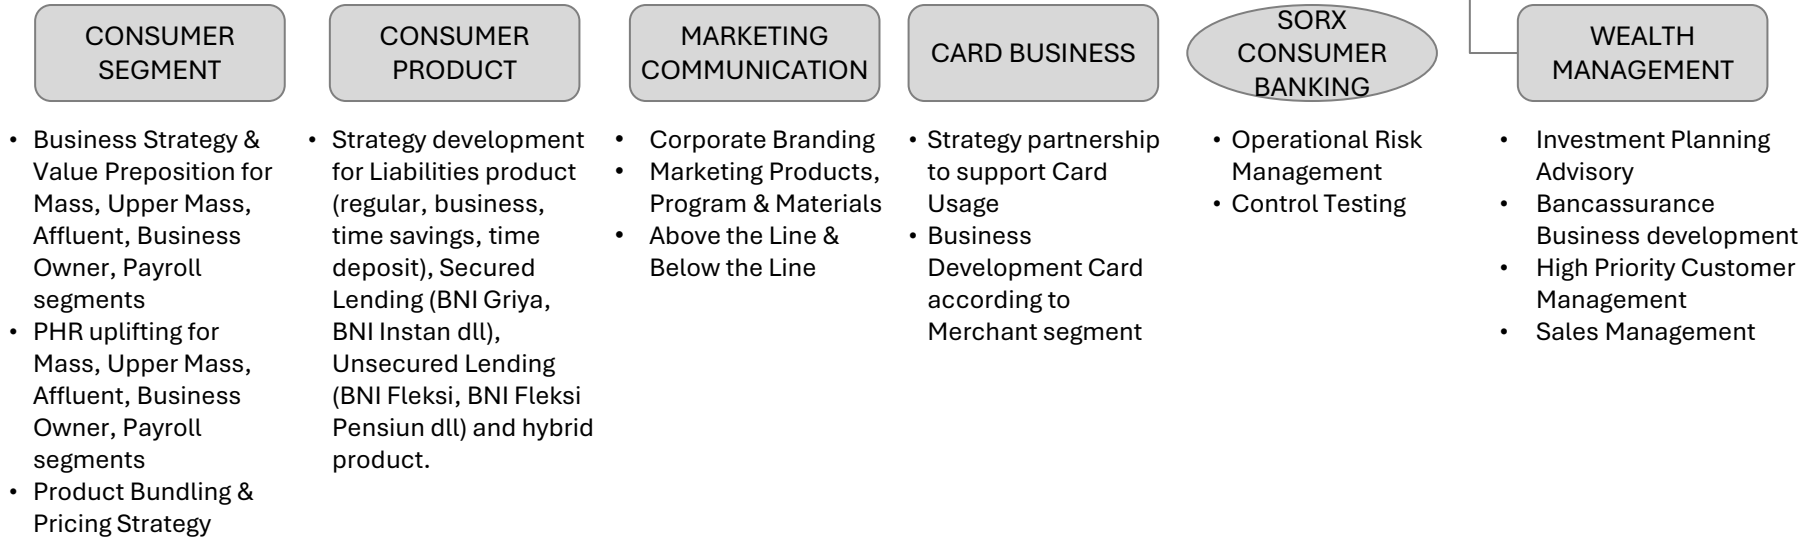 CONSUMER
SEGMENT
• Business Strategy &
Value Preposition for
Mass, Upper Mass,
Affluent, Business
Owner, Payroll
segments
• PHR uplifting for
Mass, Upper Mass,
Affluent, Business
Owner, Payroll
segments
• Product Bundling &
Pricing Strategy
CONSUMER
PRODUCT
• Strategy development
for Liabilities product
(regular, business,
time savings, time
deposit), Secured
Lending (BNI Griya,
BNI Instan dll),
Unsecured Lending
(BNI Fleksi, BNI Fleksi
Pensiun dll) and hybrid
product.
MARKETING
COMMUNICATION
• Corporate Branding
• Marketing Products,
Program & Materials
• Above the Line &
Below the Line
CARD BUSINESS
• Strategy partnership
to support Card
Usage
• Business
Development Card
according to
Merchant segment
SORX
CONSUMER
BANKING
• Operational Risk
Management
• Control Testing
WEALTH
MANAGEMENT
• Investment Planning
Advisory
• Bancassurance
Business development
• High Priority Customer
Management
• Sales Management